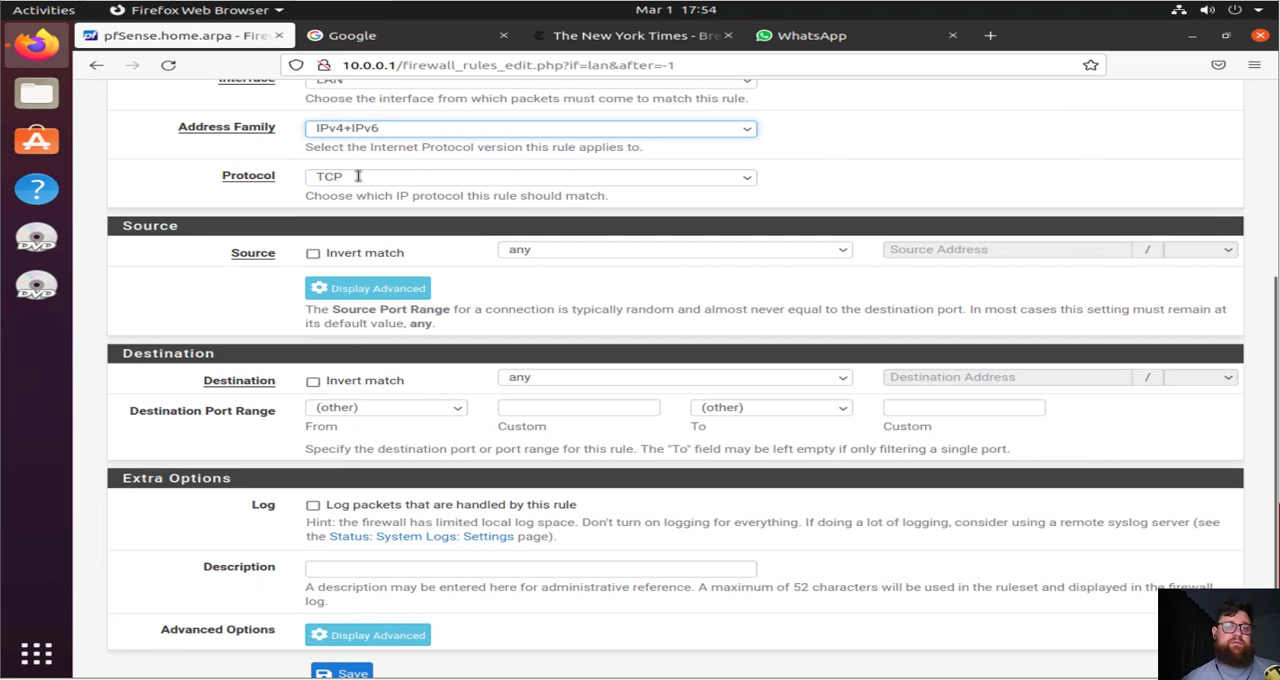 Activities
Firefox Web Browser
Mar 1 17:54
pfSense.home.arpa - Fire
Google
The New York Times - Bre
WhatsApp
10.0.0.1/firewall_rules_edit.php?if=lan&after=-1
Interface
LAN
Choose the interface from which packets must come to match this rule.
Address Family
IPv4+IPv6
Select the Internet Protocol version this rule applies to.
Protocol
TCP
Choose which IP protocol this rule should match.
Source
Source
Invert match
any
Source Address
/
Display Advanced
The Source Port Range for a connection is typically random and almost never equal to the destination port. In most cases this setting must remain at
its default value, any.
Destination
Destination
Invert match
any
Destination Address
/
Destination Port Range
(other)
(other)
From
Custom
To
Custom
Specify the destination port or port range for this rule. The "To" field may be left empty if only filtering a single port.
Extra Options
Log
Log packets that are handled by this rule
Hint: the firewall has limited local log space. Don't turn on logging for everything. If doing a lot of logging, consider using a remote syslog server (see
the Status: System Logs: Settings page).
Description
A description may be entered here for administrative reference. A maximum of 52 characters will be used in the ruleset and displayed in the firewall
log.
Advanced Options
Display Advanced
Save
DVD
DVD